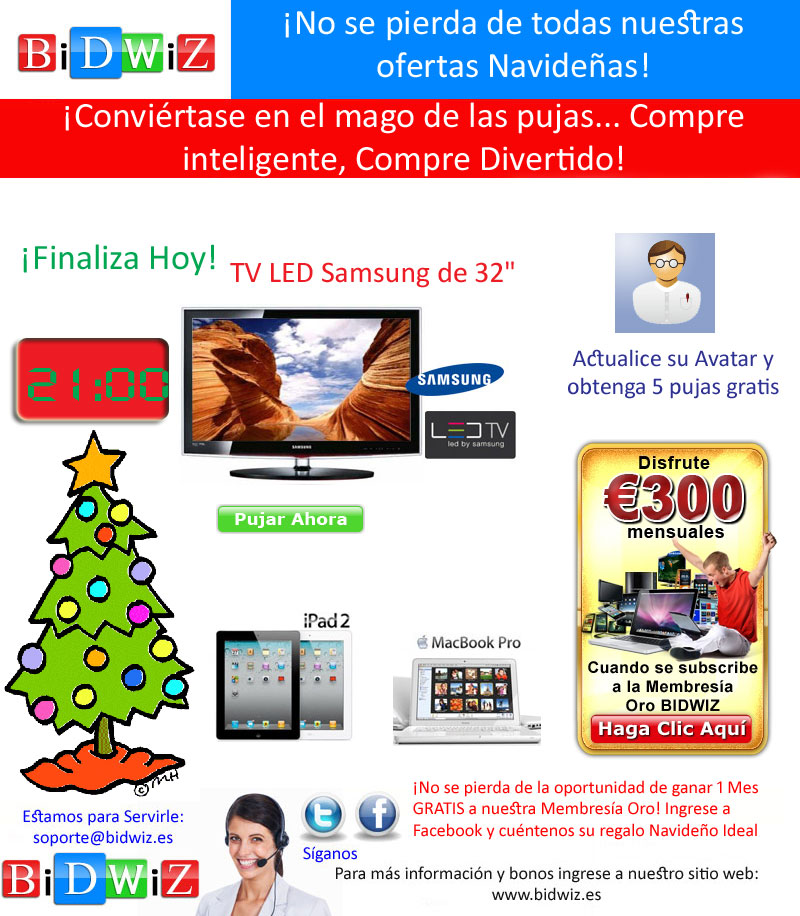 BiDWiZ
¡No se pierda de todas nuestras
ofertas Navideñas!
¡Conviértase en el mago de las pujas... Compre
inteligente, Compre Divertido!
¡Finaliza Hoy!
TV LED Samsung de 32"
21:00
SAMSUNG
LED TV
led by samsung
SAMSUNG
Pujar Ahora
Actualice su Avatar y
obtenga 5 pujas gratis
Disfrute
€300
mensuales
Cuando se subscribe
a la Membresía
Oro BIDWIZ
Haga Clic Aquí
iPad 2
MacBook Pro
©MH
¡No se pierda de la oportunidad de ganar 1 Mes
GRATIS a nuestra Membresía Oro! Ingrese a
Facebook y cuéntenos su regalo Navideño Ideal
Estamos para Servirle:
soporte@bidwiz.es
Síganos
BiDWiZ
Para más información y bonos ingrese a nuestro sitio web:
www.bidwiz.es